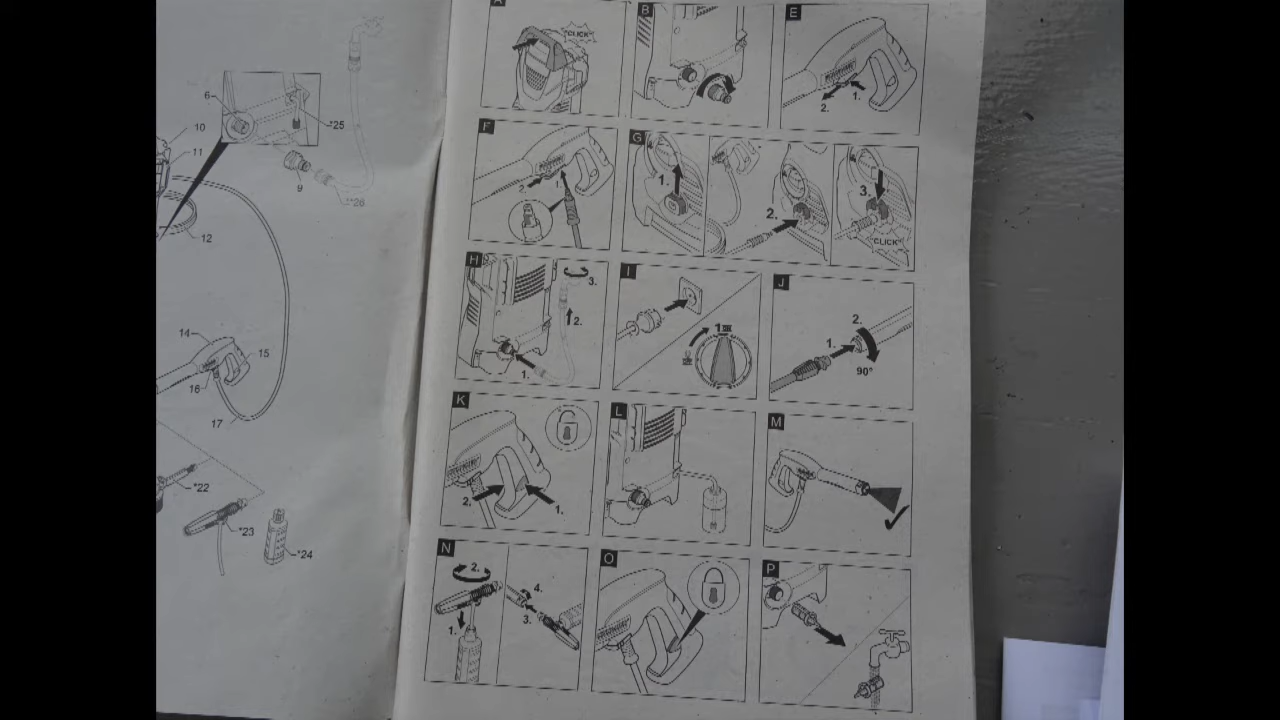 6
*25
10
11
9
**26
12
14
15
16
17
*22
*23
*24
A
"CLICK"
B
E
2.
1.
F
2.
1.
G
1.
2.
3.
"CLICK"
H
3.
2.
1.
I
1
J
2.
1.
90°
K
2.
1.
L
M
N
2.
1.
4.
3.
O
P